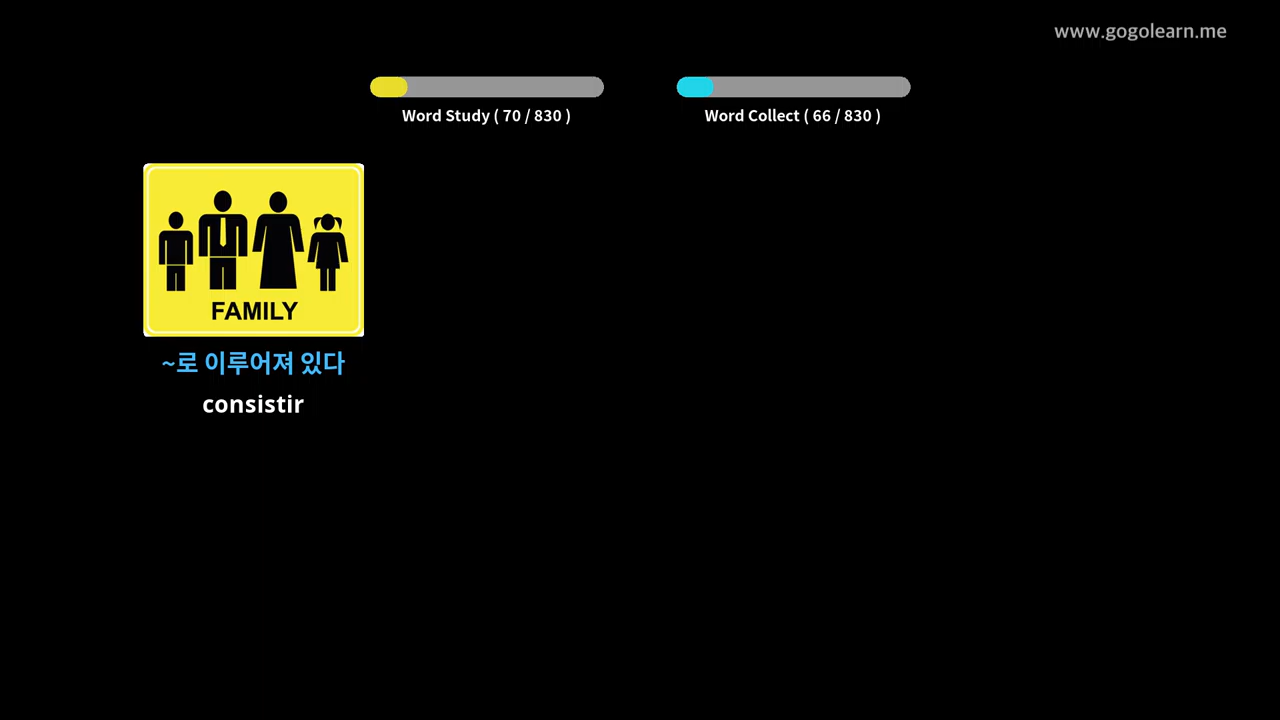 www.gogolearn.me
Word Study ( 70 / 830 )
Word Collect ( 66 / 830 )
FAMILY
~로 이루어져 있다
consistir